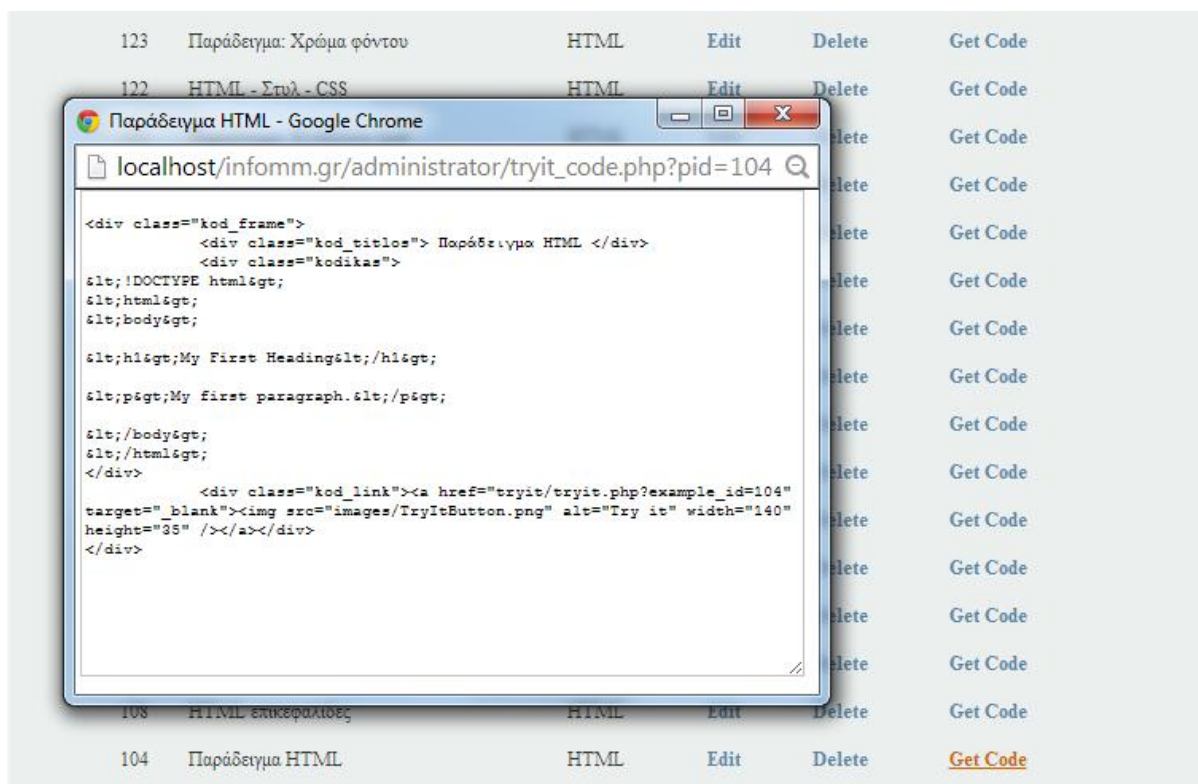 123 Παράδειγμα: Χρώμα φόντου HTML Edit Delete Get Code
122 HTML - Στυλ - CSS HTML Edit Delete Get Code
Παράδειγμα HTML - Google Chrome
Get Code
localhost/infomm.gr/administrator/tryit_code.php?pid=104
Get Code
<div class="kod_frame">
<div class="kod_titlos"> Παράδειγμα HTML </div>
Get Code
<div class="kodikas">
&lt;!DOCTYPE html&gt;
Get Code
&lt;html&gt;
&lt;body&gt;
Get Code
&lt;h1&gt;My First Heading&lt;/h1&gt;
Get Code
&lt;p&gt;My first paragraph.&lt;/p&gt;
Get Code
&lt;/body&gt;
&lt;/html&gt;
</div>
Get Code
<div class="kod_link"><a href="tryit/tryit.php?example_id=104"
target="_blank"><img src="images/TryItButton.png" alt="Try it" width="140"
Get Code
height="35" /></a></div>
</div>
Get Code
Get Code
Get Code
108 HTML επικεφαλίδες HTML Edit Delete Get Code
104 Παράδειγμα HTML HTML Edit Delete Get Code